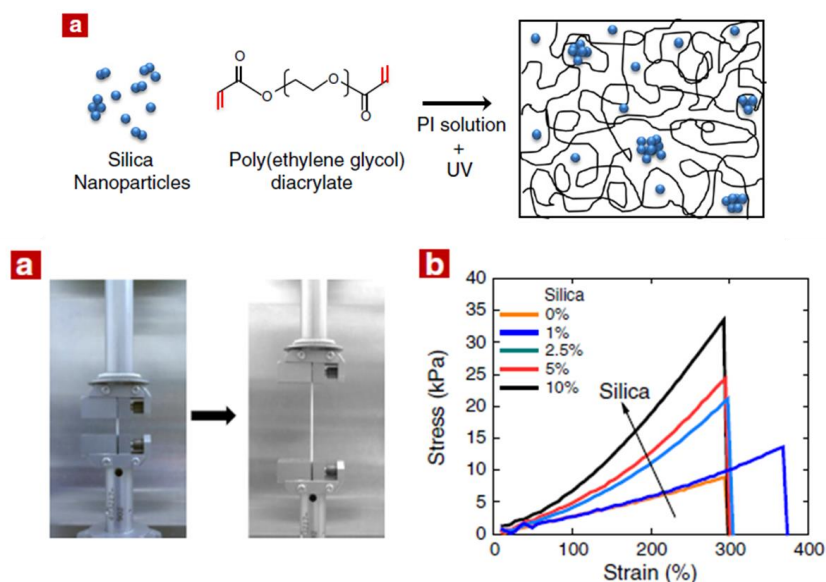 a
O
O
O
O
Silica
Nanoparticles
Poly(ethylene glycol)
diacrylate
PI solution
+
UV
a
b
40
35
30
25
20
15
10
5
0
Stress (kPa)
Silica
0%
1%
2.5%
5%
10%
Silica
0
100
200
300
400
Strain (%)